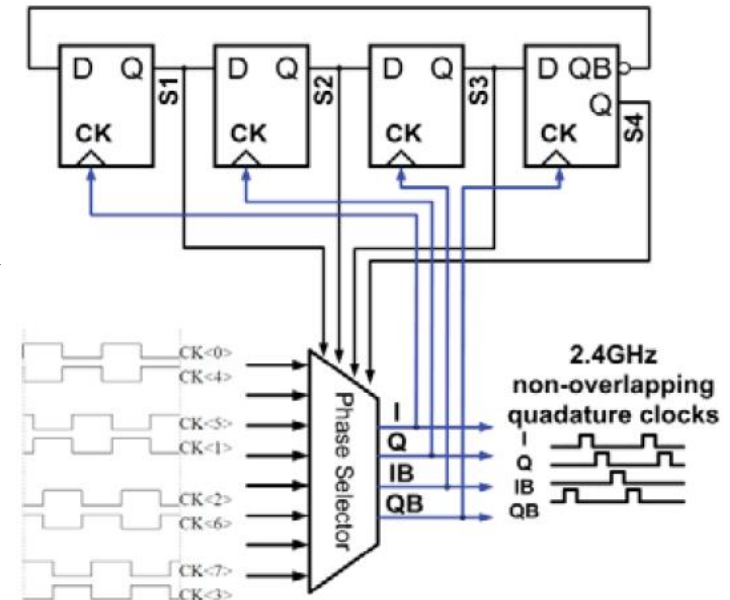 D Q
S1
D Q
S2
D Q
S3
D QB
Q
S4
CK
CK
CK
CK
CK<0>
CK<4>
CK<5>
CK<1>
CK<2>
CK<6>
CK<7>
CK<3>
Phase Selector
I
Q
IB
QB
2.4GHz
non-overlapping
quadature clocks
I
Q
IB
QB